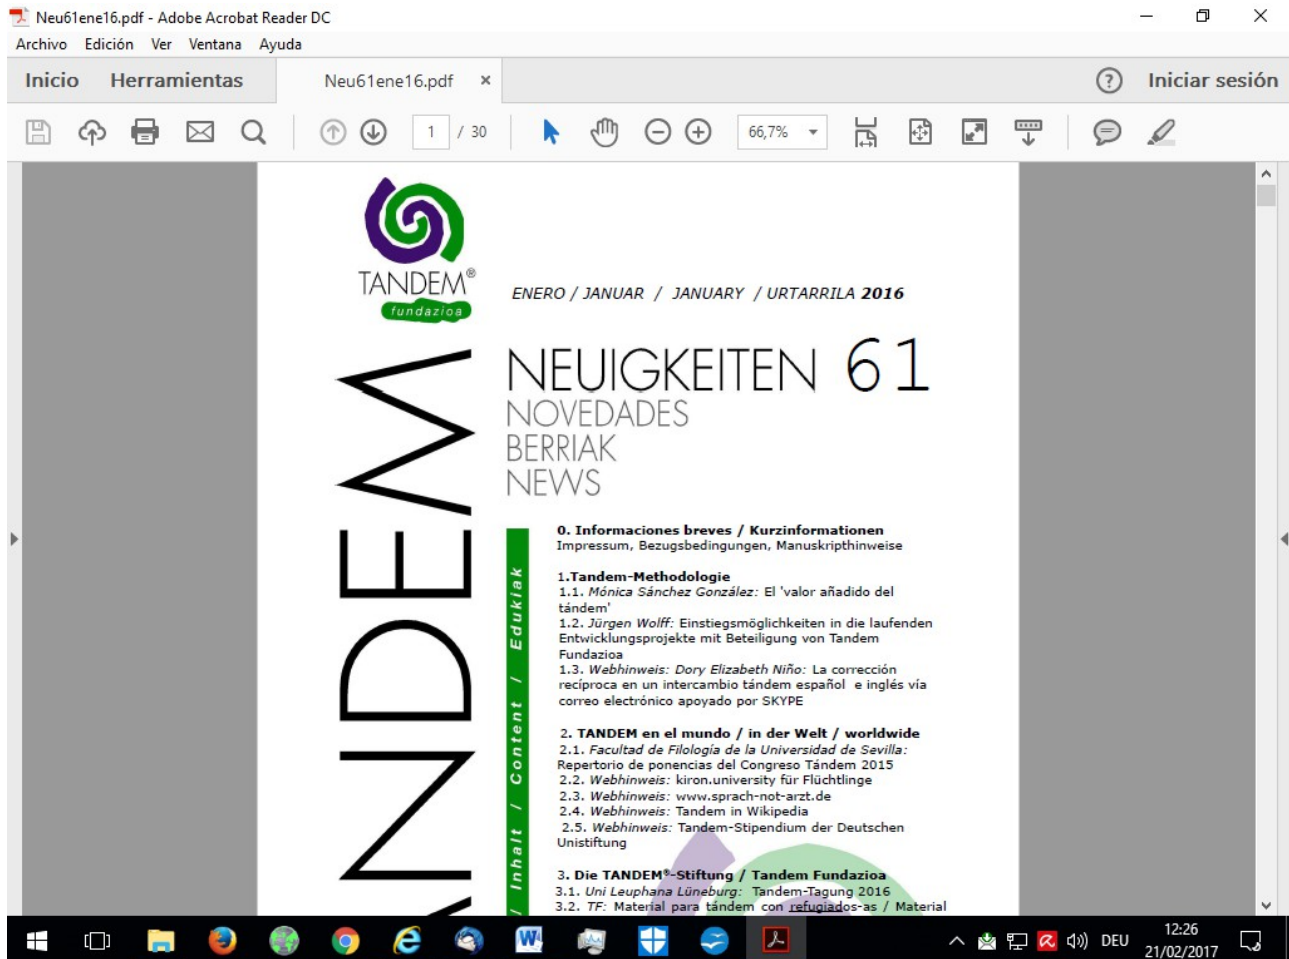 Neu61ene16.pdf - Adobe Acrobat Reader DC
Archivo Edición Ver Ventana Ayuda
Inicio Herramientas Neu61ene16.pdf × ? Iniciar sesión
1 / 30 66,7%
TANDEM®
fundazioa
ENERO / JANUAR / JANUARY / URTARRILA 2016
NEUIGKEITEN 61
NOVEDADES
BERRIAK
NEWS
ANDEM
/ Inhalt / Content / Edukiak
0. Informaciones breves / Kurzinformationen
Impressum, Bezugsbedingungen, Manuskripthinweise
1.Tandem-Methodologie
1.1. Mónica Sánchez González: El 'valor añadido del
tándem'
1.2. Jürgen Wolff: Einstiegsmöglichkeiten in die laufenden
Entwicklungsprojekte mit Beteiligung von Tandem
Fundazioa
1.3. Webhinweis: Dory Elizabeth Niño: La corrección
recíproca en un intercambio tándem español e inglés vía
correo electrónico apoyado por SKYPE
2. TANDEM en el mundo / in der Welt / worldwide
2.1. Facultad de Filología de la Universidad de Sevilla:
Repertorio de ponencias del Congreso Tándem 2015
2.2. Webhinweis: kiron.university für Flüchtlinge
2.3. Webhinweis: www.sprach-not-arzt.de
2.4. Webhinweis: Tandem in Wikipedia
2.5. Webhinweis: Tandem-Stipendium der Deutschen
Unistiftung
3. Die TANDEM®-Stiftung / Tandem Fundazioa
3.1. Uni Leuphana Lüneburg: Tandem-Tagung 2016
3.2. TF: Material para tándem con refugiados-as / Material
DEU 12:26
21/02/2017